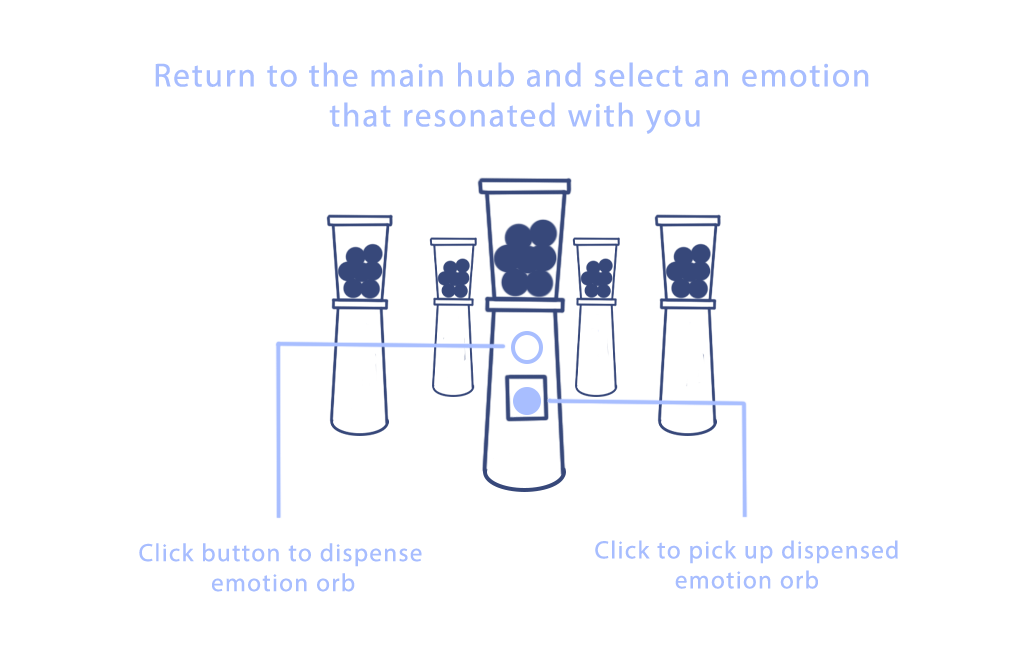 Return to the main hub and select an emotion
that resonated with you
Click button to dispense
emotion orb
Click to pick up dispensed
emotion orb